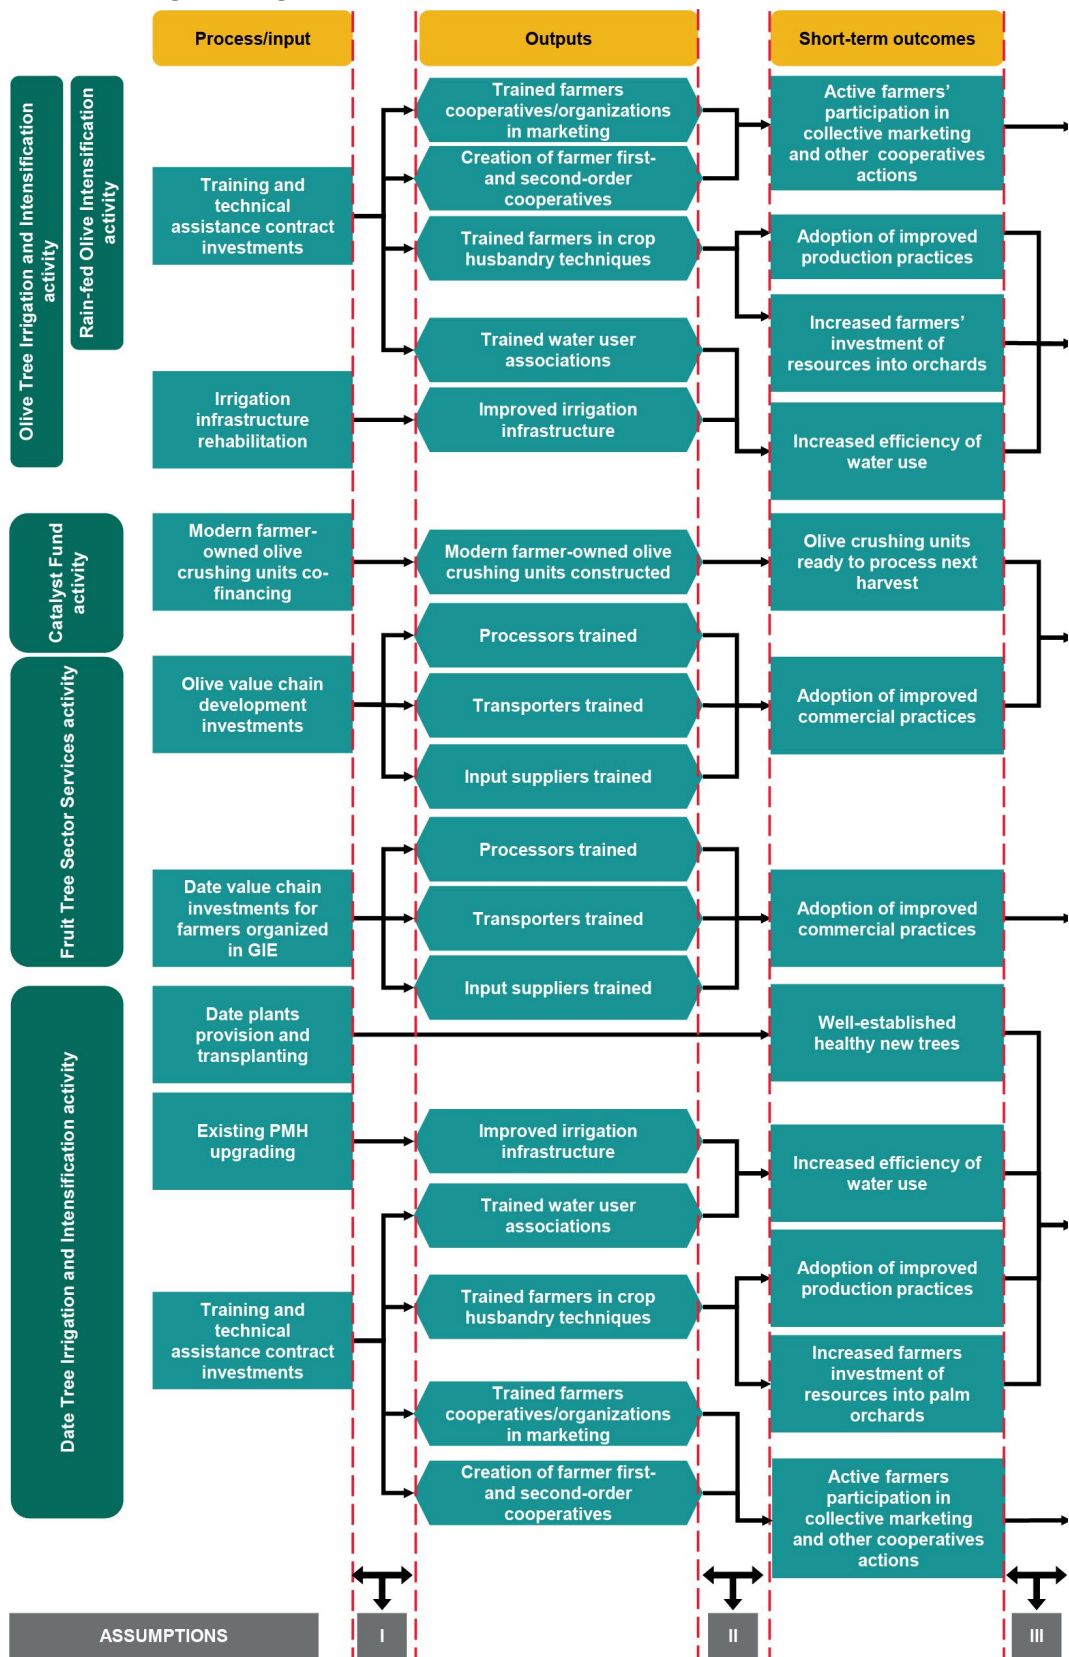 Process/input
Outputs
Short-term outcomes
Olive Tree Irrigation and Intensification
activity
Rain-fed Olive Intensification
activity
Training and
technical
assistance contract
investments
Irrigation
infrastructure
rehabilitation
Trained farmers
cooperatives/organizations
in marketing
Creation of farmer first-
and second-order
cooperatives
Trained farmers in crop
husbandry techniques
Trained water user
associations
Improved irrigation
infrastructure
Active farmers’
participation in
collective marketing
and other cooperatives
actions
Adoption of improved
production practices
Increased farmers’
investment of
resources into orchards
Increased efficiency of
water use
Catalyst Fund
activity
Modern farmer-
owned olive
crushing units co-
financing
Modern farmer-owned olive
crushing units constructed
Olive crushing units
ready to process next
harvest
Fruit Tree Sector Services activity
Olive value chain
development
investments
Processors trained
Transporters trained
Input suppliers trained
Adoption of improved
commercial practices
Date value chain
investments for
farmers organized
in GIE
Processors trained
Transporters trained
Input suppliers trained
Adoption of improved
commercial practices
Date Tree Irrigation and Intensification activity
Date plants
provision and
transplanting
Existing PMH
upgrading
Training and
technical
assistance contract
investments
Improved irrigation
infrastructure
Trained water user
associations
Trained farmers in crop
husbandry techniques
Trained farmers
cooperatives/organizations
in marketing
Creation of farmer first-
and second-order
cooperatives
Well-established
healthy new trees
Increased efficiency of
water use
Adoption of improved
production practices
Increased farmers
investment of
resources into palm
orchards
Active farmers
participation in
collective marketing
and other cooperatives
actions
ASSUMPTIONS
I
II
III